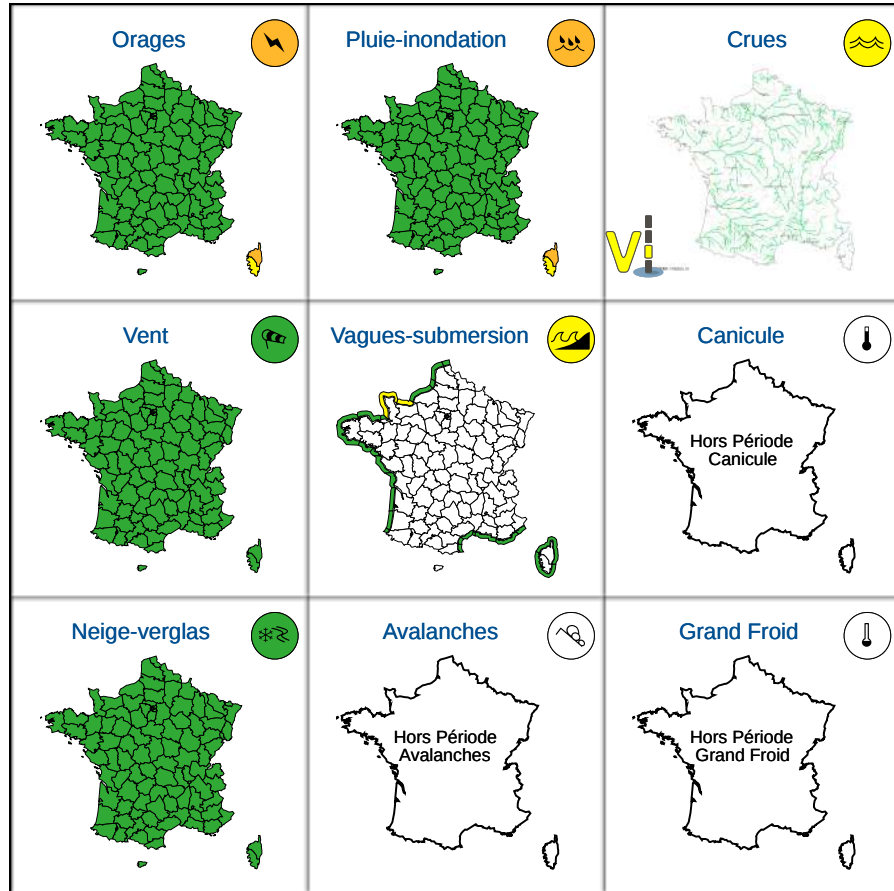 Orages
Pluie-inondation
Crues
Vi
Vent
Vagues-submersion
Canicule
Hors Période
Canicule
Neige-verglas
Avalanches
Grand Froid
Hors Période
Avalanches
Hors Période
Grand Froid